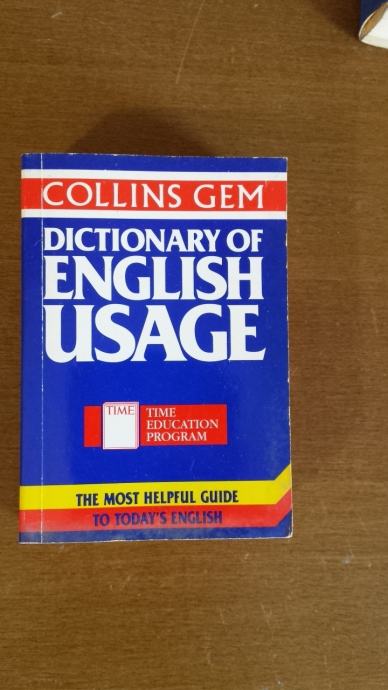 COLLINS GEM
DICTIONARY OF
ENGLISH
USAGE
TIME
TIME
EDUCATION
PROGRAM
THE MOST HELPFUL GUIDE
TO TODAY'S ENGLISH